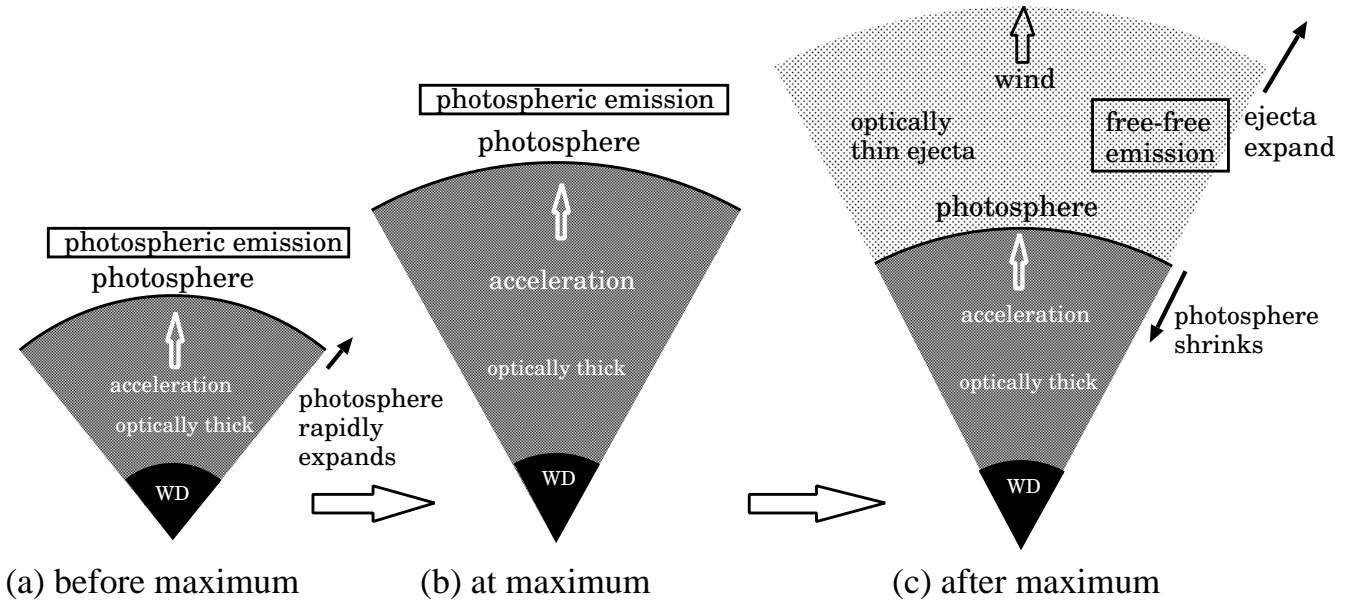 photospheric emission
photosphere
acceleration
optically thick
WD
photosphere
rapidly
expands
(a) before maximum
photospheric emission
photosphere
acceleration
optically thick
WD
(b) at maximum
wind
optically
thin ejecta
free-free
emission
ejecta
expand
photosphere
acceleration
optically thick
WD
photosphere
shrinks
(c) after maximum